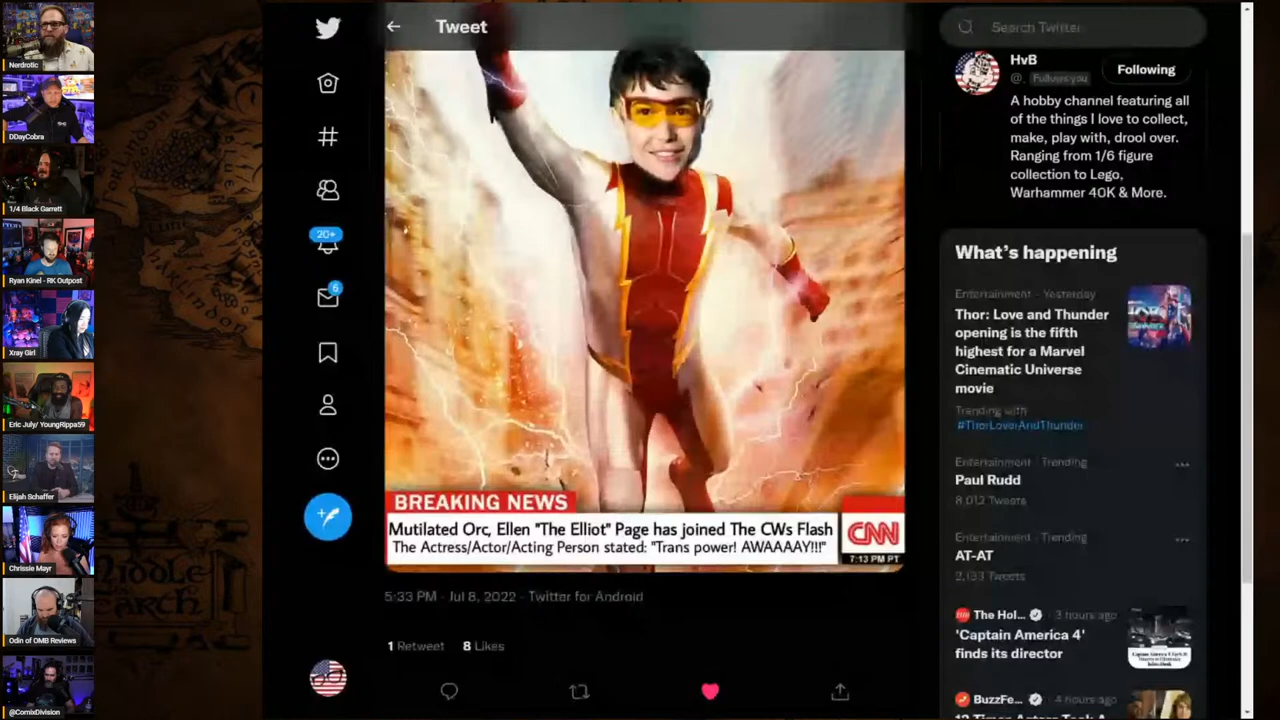 Nerdrotic
DDayCobra
1/4 Black Garrett
Ryan Kinel - RK Outpost
Xray Girl
Eric July/ YoungRippa59
Elijah Schaffer
Chrissie Mayr
Odin of OMB Reviews
@ComixDivision
MIDDLE
EARTH
20+
6
Tweet
BREAKING NEWS
Mutilated Orc, Ellen "The Elliot" Page has joined The CWs Flash
The Actress/Actor/Acting Person stated: "Trans power! AWAAAAY!!!"
CNN
7:13 PM PT
5:33 PM · Jul 8, 2022 · Twitter for Android
1 Retweet 8 Likes
Search Twitter
HvB
@ Follows you
Following
A hobby channel featuring all
of the things I love to collect,
make, play with, drool over.
Ranging from 1/6 figure
collection to Lego,
Warhammer 40K & More.
What's happening
Entertainment · Yesterday
Thor: Love and Thunder
opening is the fifth
highest for a Marvel
Cinematic Universe
movie
Trending with
#ThorLoveAndThunder
Entertainment · Trending
Paul Rudd
8,012 Tweets
Entertainment · Trending
AT-AT
2,133 Tweets
The Hol... 3 hours ago
'Captain America 4'
finds its director
BuzzFe... 4 hours ago